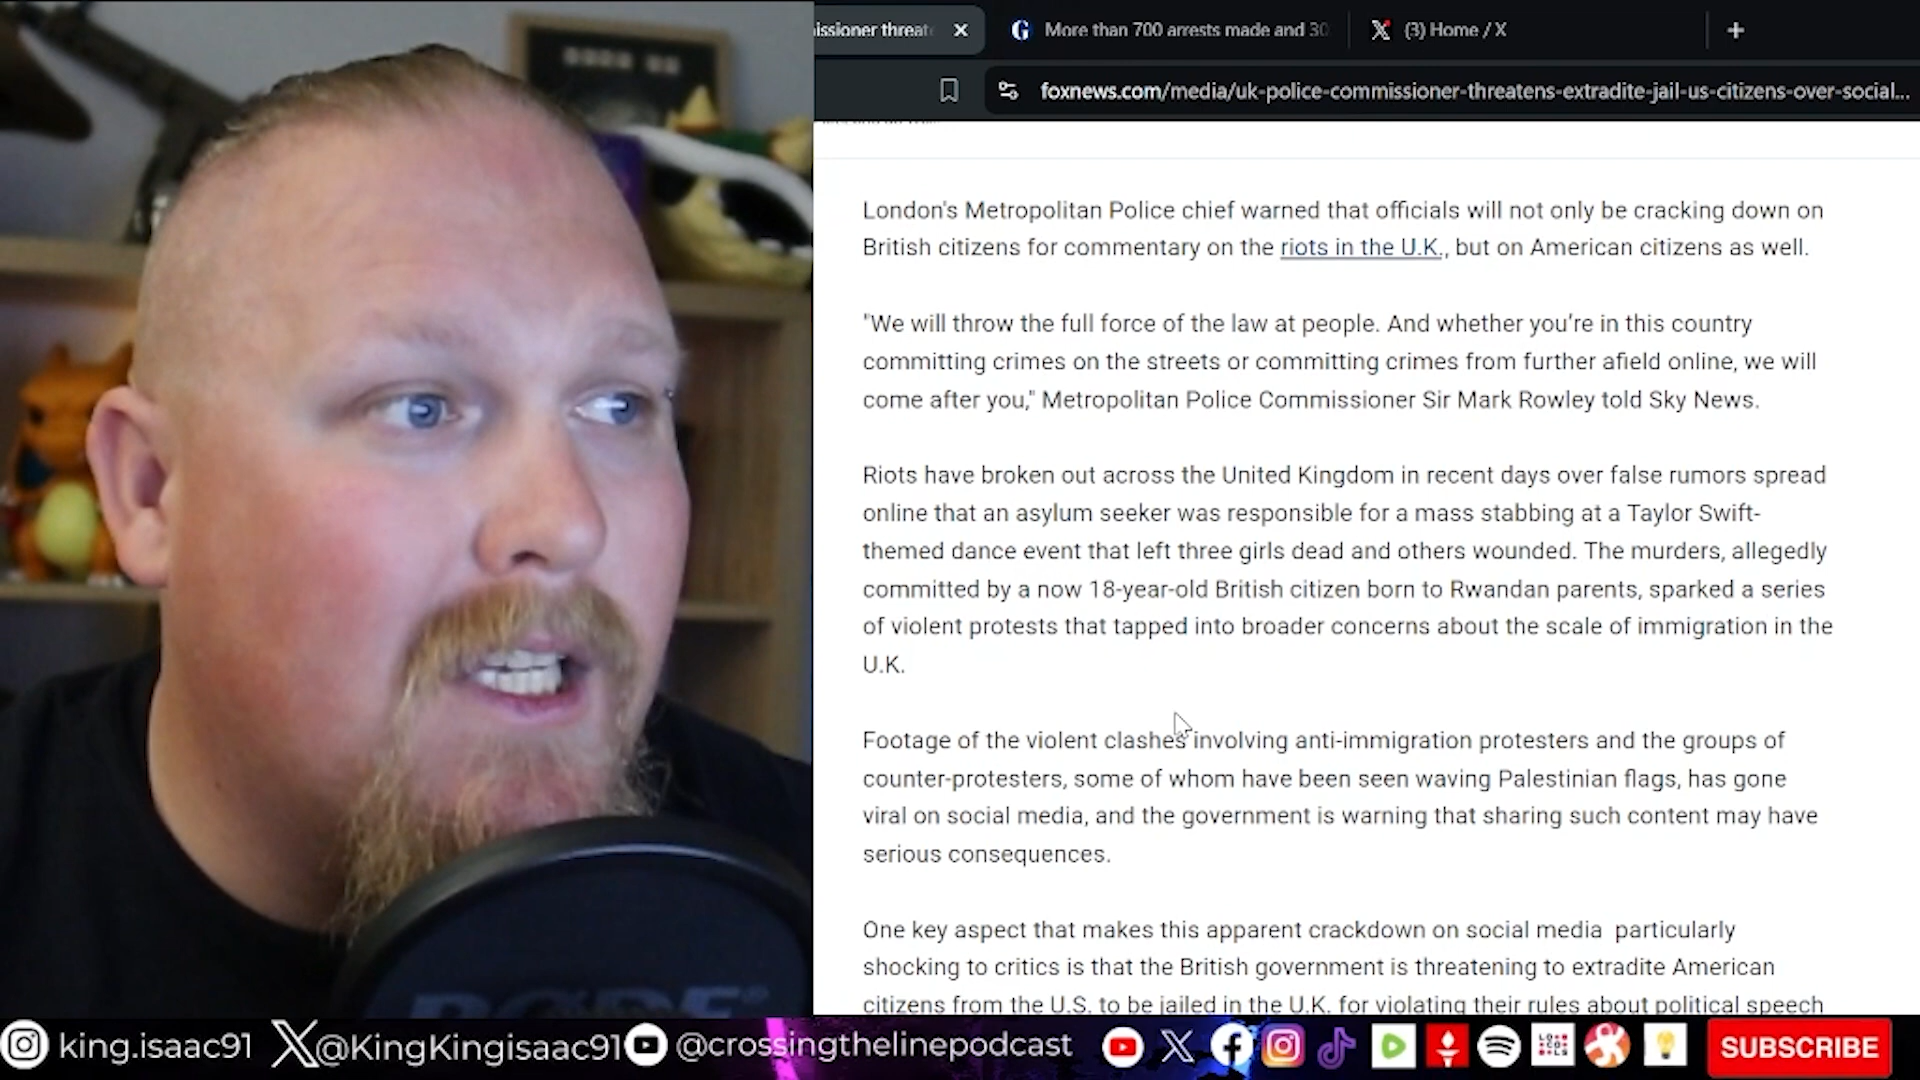 issioner threat
More than 700 arrests made and 30
(3) Home / X
foxnews.com/media/uk-police-commissioner-threatens-extradite-jail-us-citizens-over-social...
London's Metropolitan Police chief warned that officials will not only be cracking down on
British citizens for commentary on the riots in the U.K., but on American citizens as well.
"We will throw the full force of the law at people. And whether you’re in this country
committing crimes on the streets or committing crimes from further afield online, we will
come after you," Metropolitan Police Commissioner Sir Mark Rowley told Sky News.
Riots have broken out across the United Kingdom in recent days over false rumors spread
online that an asylum seeker was responsible for a mass stabbing at a Taylor Swift-
themed dance event that left three girls dead and others wounded. The murders, allegedly
committed by a now 18-year-old British citizen born to Rwandan parents, sparked a series
of violent protests that tapped into broader concerns about the scale of immigration in the
U.K.
Footage of the violent clashes involving anti-immigration protesters and the groups of
counter-protesters, some of whom have been seen waving Palestinian flags, has gone
viral on social media, and the government is warning that sharing such content may have
serious consequences.
One key aspect that makes this apparent crackdown on social media particularly
shocking to critics is that the British government is threatening to extradite American
citizens from the U.S. to be jailed in the U.K. for violating their rules about political speech
RODE
king.isaac91 @KingKingisaac91 @crossingthelinepodcast LOCALS SUBSCRIBE